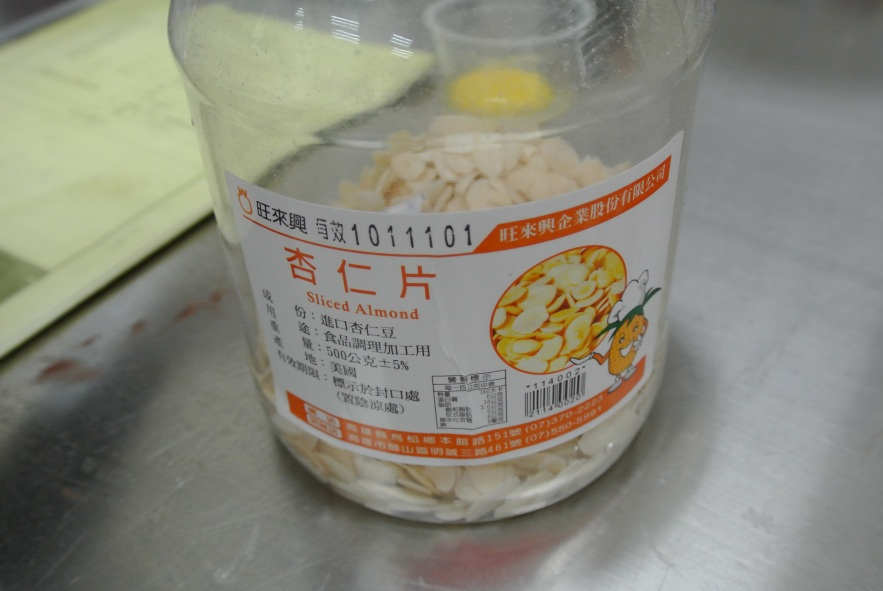 旺來興 有效1011101
旺來興企業股份有限公司
杏仁片
Sliced Almond
成 份：進口杏仁豆
用 途：食品調理加工用
重 量：500公克±5%
產 地：美國
有效期限：標示於封口處
(置陰涼處)
營養標示
*114002*
高雄縣鳥松鄉本館路151號(07)370-2223
高雄市鼓山區明誠三路461號(07)550-5991